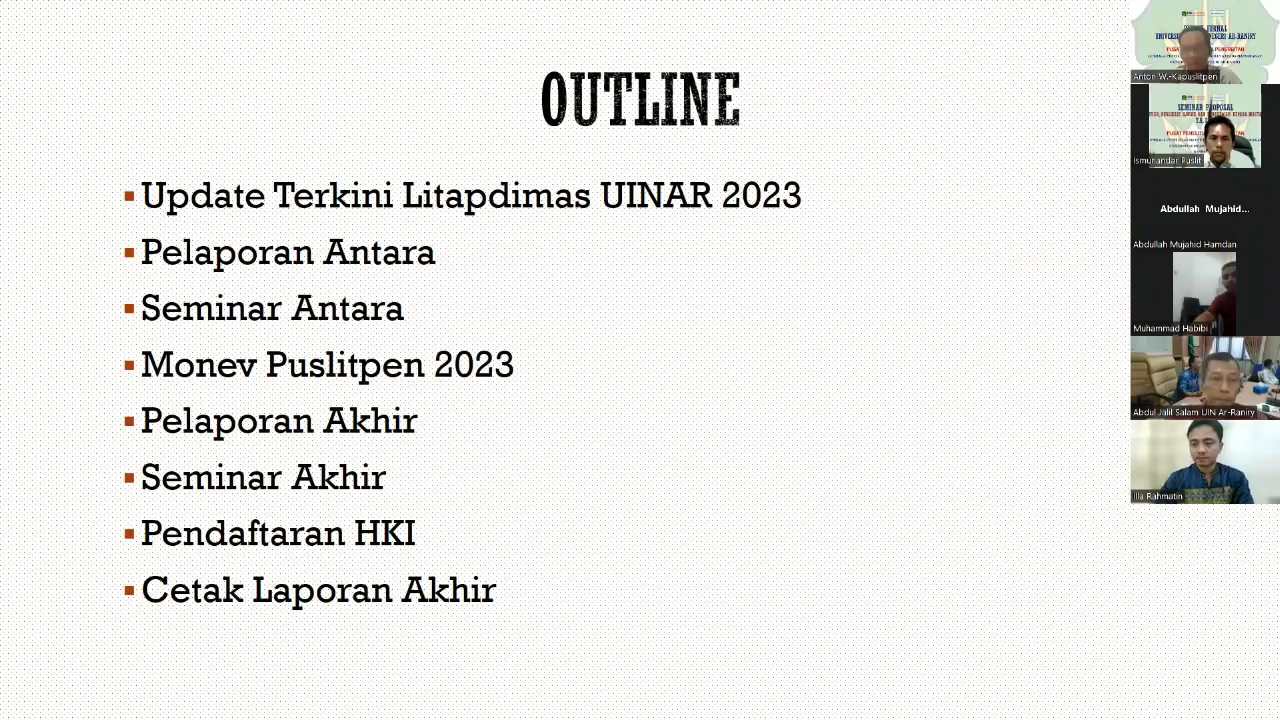 OUTLINE
Update Terkini Litapdimas UINAR 2023
Pelaporan Antara
Seminar Antara
Monev Puslitpen 2023
Pelaporan Akhir
Seminar Akhir
Pendaftaran HKI
Cetak Laporan Akhir
Anton W.-Kapuslitpen
SEMINAR PROPOSAL
Ismunandar Puslit
Abdullah Mujahid...
Abdullah Mujahid Hamdan
Muhammad Habibi
Abdul Jalil Salam UIN Ar-Raniry
Illa Rahmatin